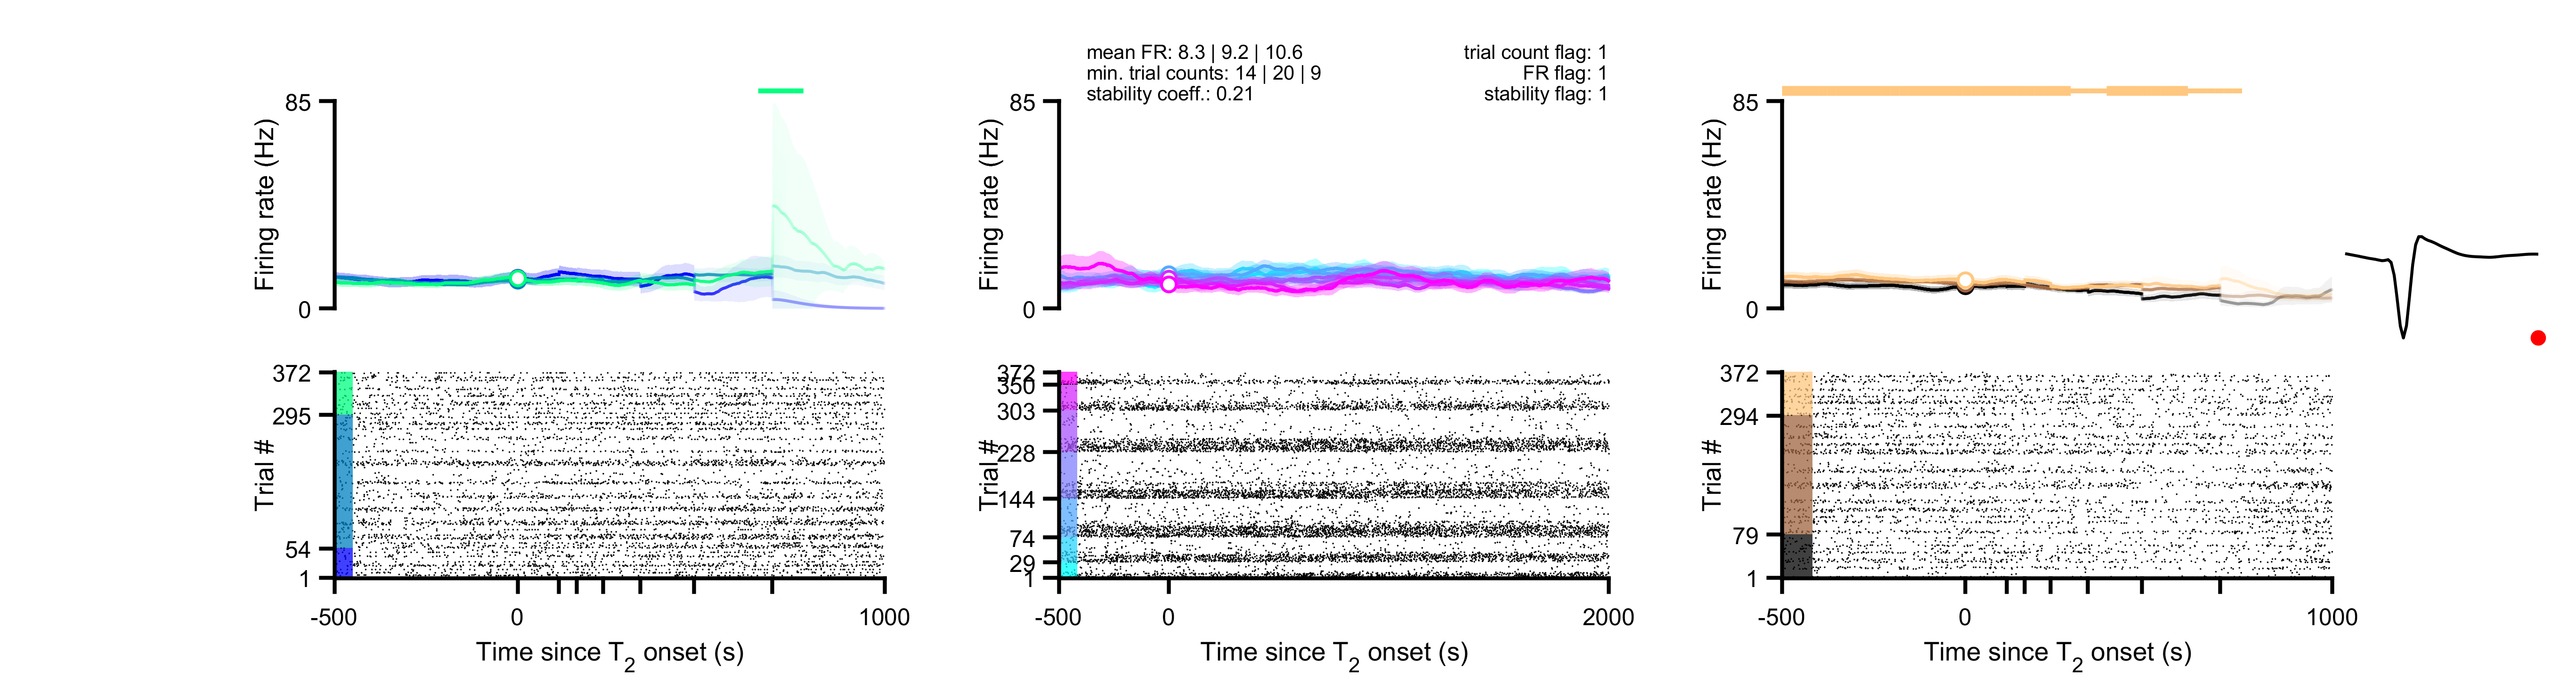 mean FR: 8.3 | 9.2 | 10.6
min. trial counts: 14 | 20 | 9
stability coeff.: 0.21
trial count flag: 1
FR flag: 1
stability flag: 1
85
Firing rate (Hz)
0
85
Firing rate (Hz)
0
85
Firing rate (Hz)
0
372
295
Trial #
54
1
-500
0
1000
Time since T2 onset (s)
372
350
303
228
Trial #
144
74
29
1
-500
0
2000
Time since T2 onset (s)
372
294
Trial #
79
1
-500
0
1000
Time since T2 onset (s)